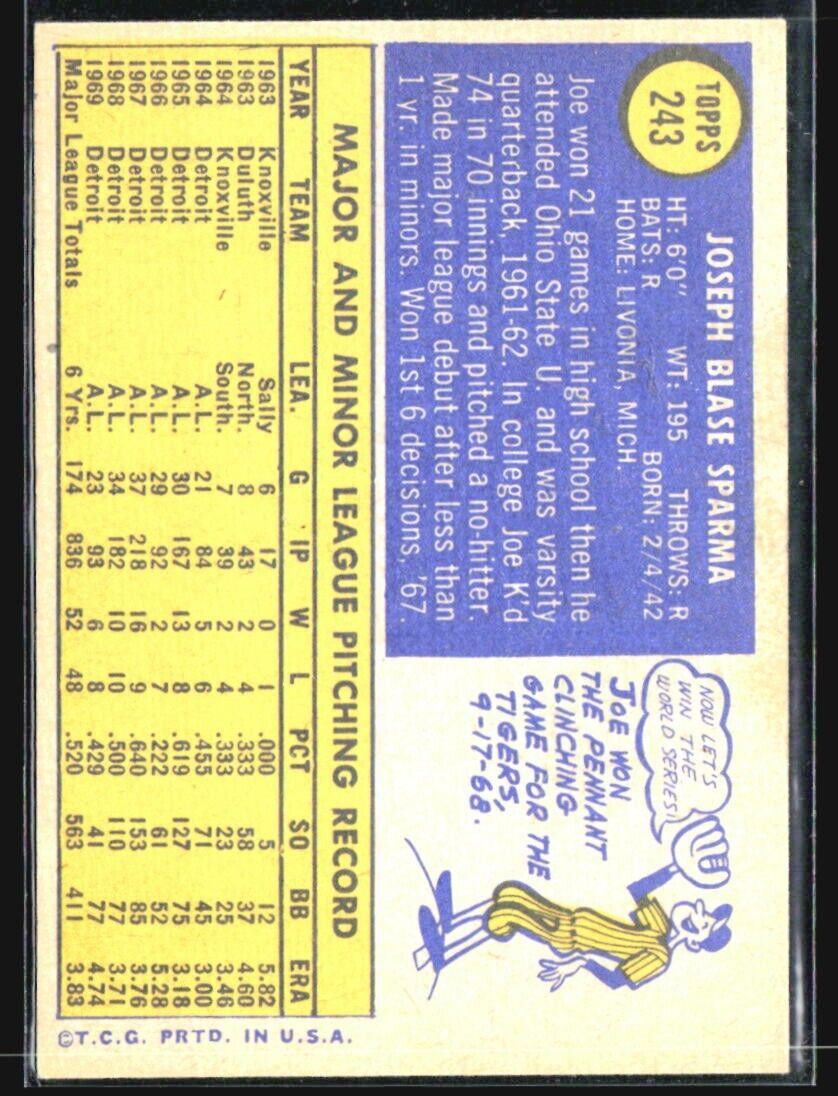 TOPPS
243
JOSEPH BLASE SPARMA
HT: 6'0" WT: 195 THROWS: R
BATS: R BORN: 2/4/42
HOME: LIVONIA, MICH.
Joe won 21 games in high school then he
attended Ohio State U. and was varsity
quarterback, 1961-62. In college Joe K'd
74 in 70 innings and pitched a no-hitter.
Made major league debut after less than
1 yr. in minors. Won 1st 6 decisions, '67.
NOW LET'S
WIN THE
WORLD SERIES!
JOE WON
THE PENNANT
CLINCHING
GAME FOR THE
TIGERS,
9-17-68.
MAJOR AND MINOR LEAGUE PITCHING RECORD
YEAR TEAM LEA. G IP W L PCT SO BB ERA
1963 Knoxville Sally 6 17 0 1 .000 5 12 5.82
1963 Duluth North. 8 43 2 4 .333 58 37 4.60
1964 Knoxville South. 7 39 2 4 .333 23 25 3.46
1964 Detroit A.L. 21 84 5 6 .455 71 45 3.00
1965 Detroit A.L. 30 167 13 8 .619 127 75 3.18
1966 Detroit A.L. 29 92 2 7 .222 61 52 5.28
1967 Detroit A.L. 37 218 16 9 .640 153 85 3.76
1968 Detroit A.L. 34 182 10 10 .500 110 77 3.71
1969 Detroit A.L. 23 93 6 8 .429 41 77 4.74
Major League Totals 6 Yrs. 174 836 52 48 .520 563 411 3.83
©T.C.G. PRTD. IN U.S.A.